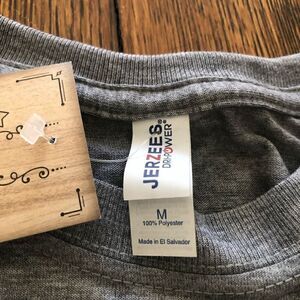 JERZEES®
DRI-POWER®
M
100% Polyester
Made in El Salvador